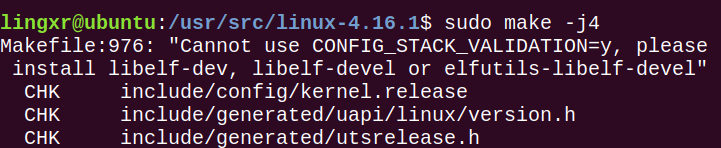 lingxr@ubuntu:/usr/src/linux-4.16.1$ sudo make -j4
Makefile:976: "Cannot use CONFIG_STACK_VALIDATION=y, please
install libelf-dev, libelf-devel or elfutils-libelf-devel"
CHK include/config/kernel.release
CHK include/generated/uapi/linux/version.h
CHK include/generated/utsrelease.h